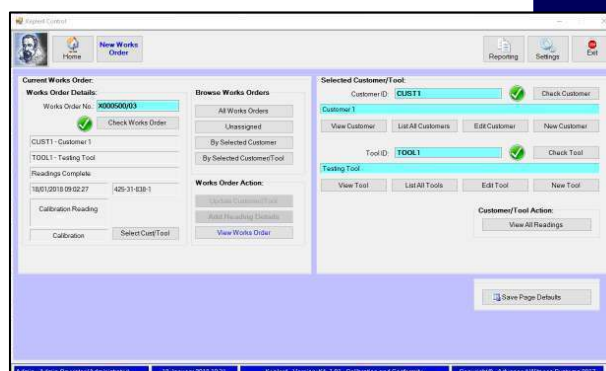 Home
New Works Order
Reporting
Settings
Exit
Current Works Order:
Works Order Details:
Works Order No.: X000500/03
Check Works Order
CUST1 - Customer 1
TOOL1 - Testing Tool
Readings Complete
18/01/2018 09:02:27
425-31-838-1
Calibration Reading
Calibration
Select Cust/Tool
Browse Works Orders
All Works Orders
Unassigned
By Selected Customer
By Selected Customer/Tool
Works Order Action:
Update Customer/Tool
Add Reading Details
View Works Order
Selected Customer/Tool:
Customer ID: CUST1
Check Customer
Customer 1
View Customer
List All Customers
Edit Customer
New Customer
Tool ID: TOOL1
Check Tool
Testing Tool
View Tool
List All Tools
Edit Tool
New Tool
Customer/Tool Action:
View All Readings
Save Page Defaults